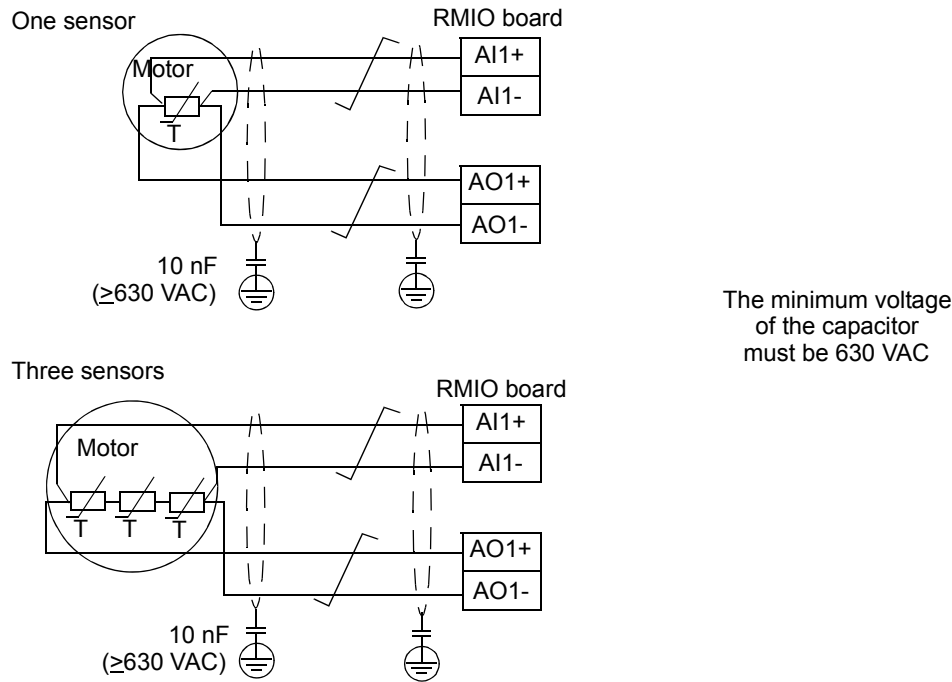 One sensor
RMIO board
Motor
T
AI1+
AI1-
AO1+
AO1-
10 nF
(≥630 VAC)
The minimum voltage
of the capacitor
must be 630 VAC
Three sensors
RMIO board
Motor
T T T
AI1+
AI1-
AO1+
AO1-
10 nF
(≥630 VAC)